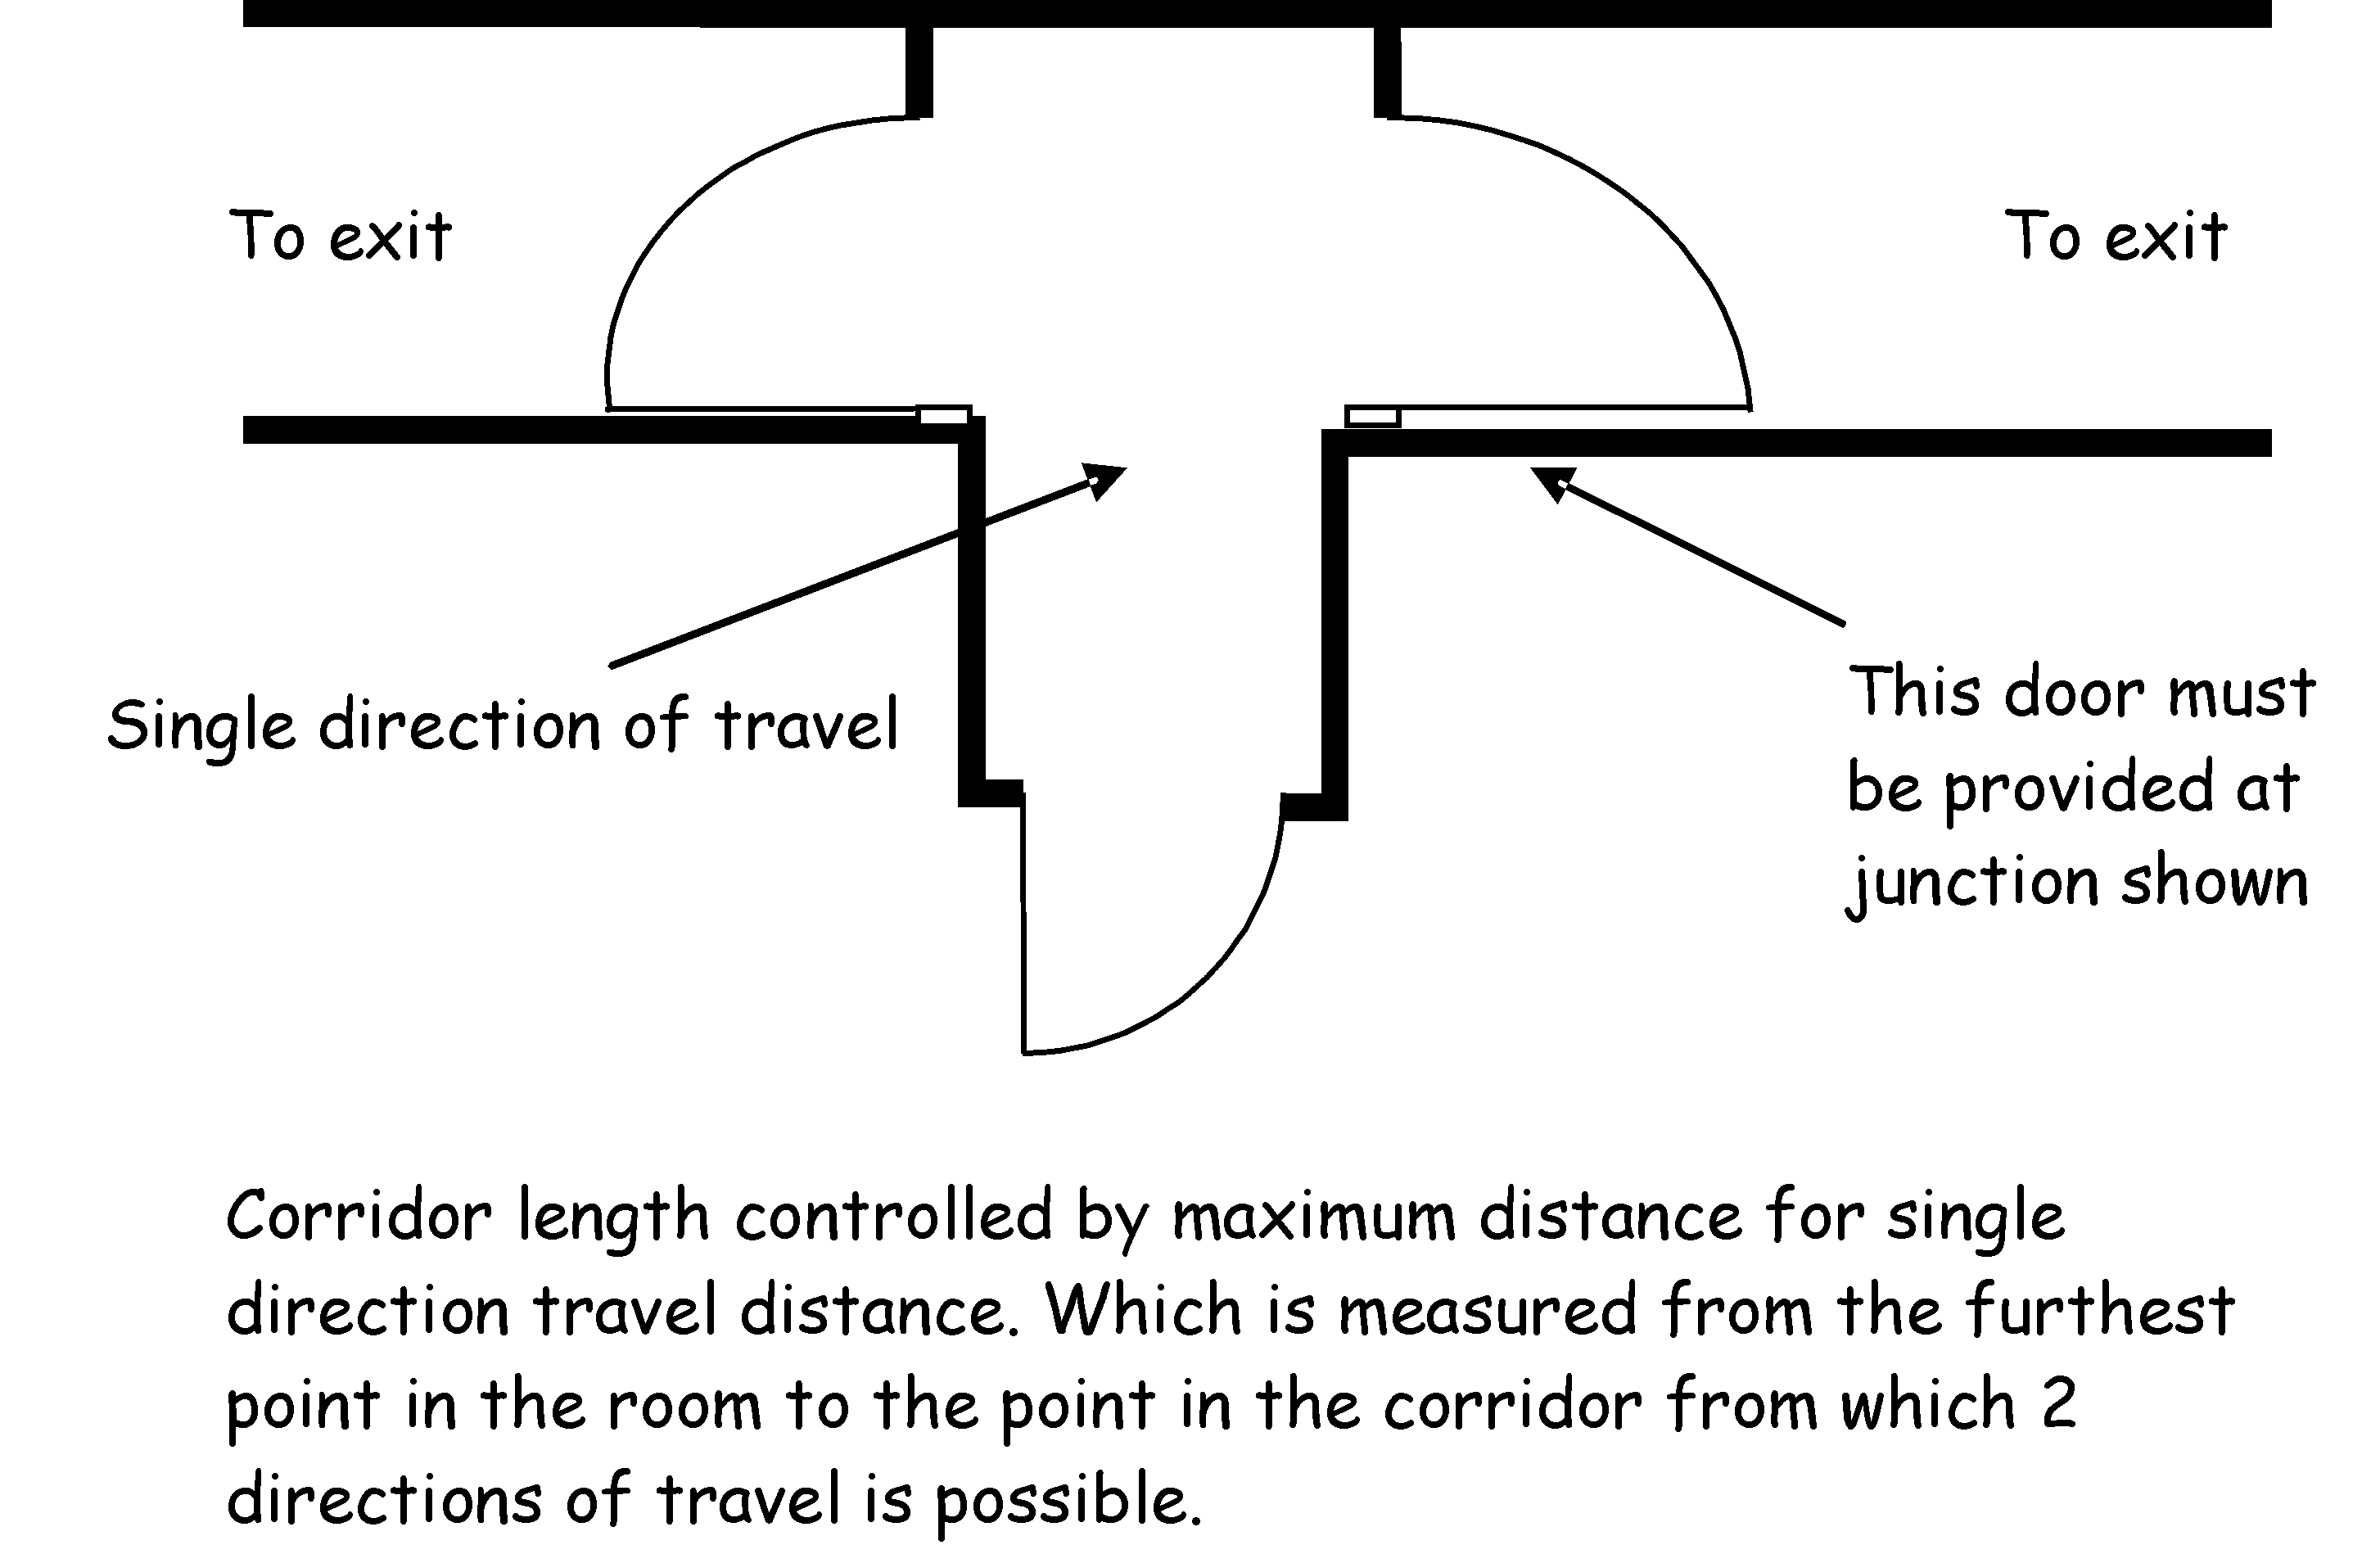 To exit
To exit
Single direction of travel
This door must
be provided at
junction shown
Corridor length controlled by maximum distance for single
direction travel distance. Which is measured from the furthest
point in the room to the point in the corridor from which 2
directions of travel is possible.